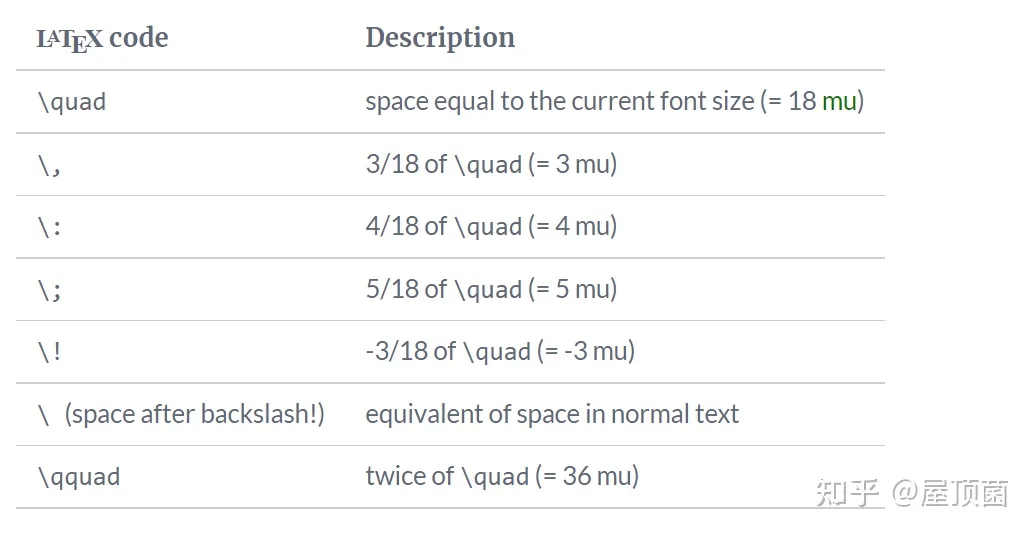 LATEX code Description
\quad space equal to the current font size (= 18 mu)
\, 3/18 of \quad (= 3 mu)
\: 4/18 of \quad (= 4 mu)
\; 5/18 of \quad (= 5 mu)
\! -3/18 of \quad (= -3 mu)
\ (space after backslash!) equivalent of space in normal text
\qquad twice of \quad (= 36 mu)
知乎 @屋顶菌